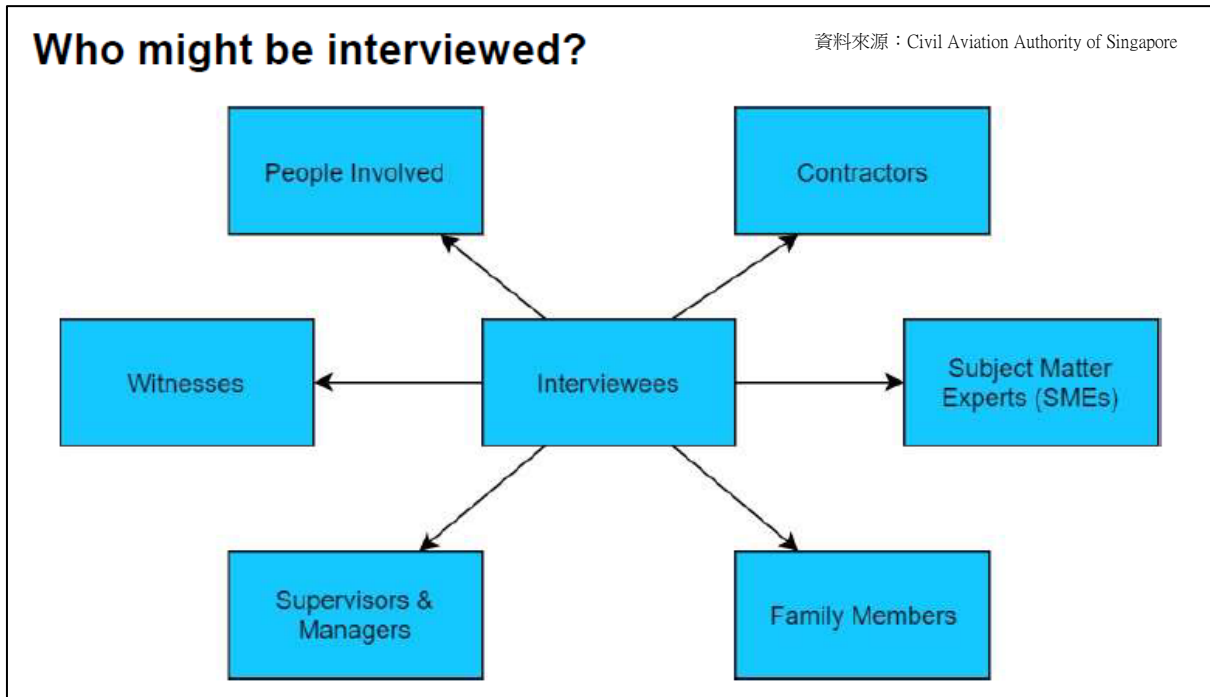 Who might be interviewed?
資料來源：Civil Aviation Authority of Singapore
People Involved
Contractors
Witnesses
Interviewees
Subject Matter
Experts (SMEs)
Supervisors &
Managers
Family Members